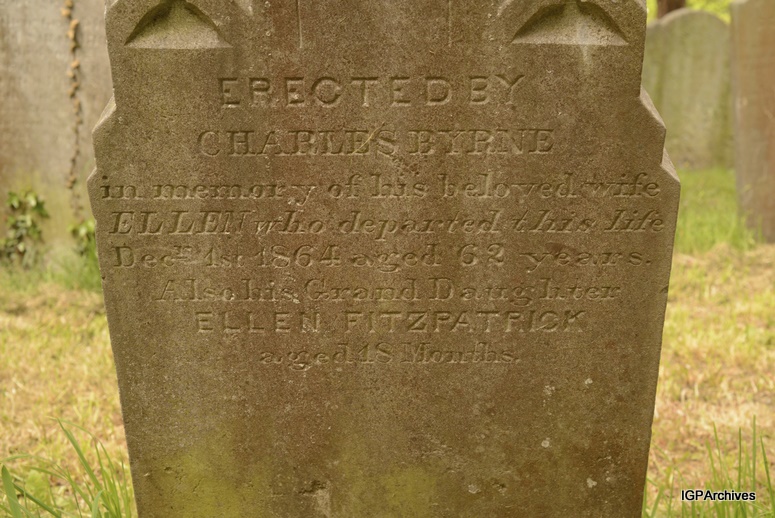 ERECTED BY
CHARLES BYRNE
in memory of his beloved wife
ELLEN who departed this life
Decr. 1st 1864 aged 62 years.
Also his Grand Daughter
ELLEN FITZPATRICK
aged 18 Months.
IGPArchives